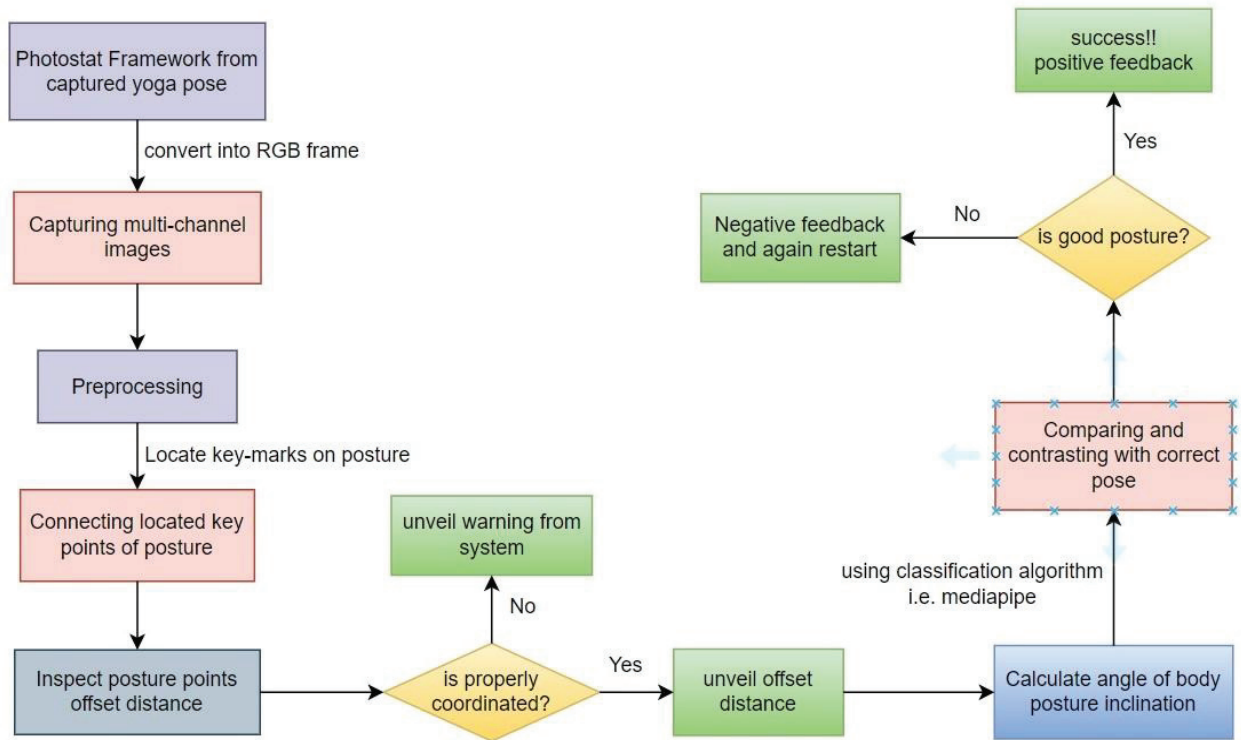 Photostat Framework from
captured yoga pose
convert into RGB frame
Capturing multi-channel
images
Preprocessing
Locate key-marks on posture
Connecting located key
points of posture
Inspect posture points
offset distance
is properly
coordinated?
No
unveil warning from
system
Yes
unveil offset
distance
Calculate angle of body
posture inclination
using classification algorithm
i.e. mediapipe
Comparing and
contrasting with correct
pose
is good posture?
No
Negative feedback
and again restart
Yes
success!!
positive feedback